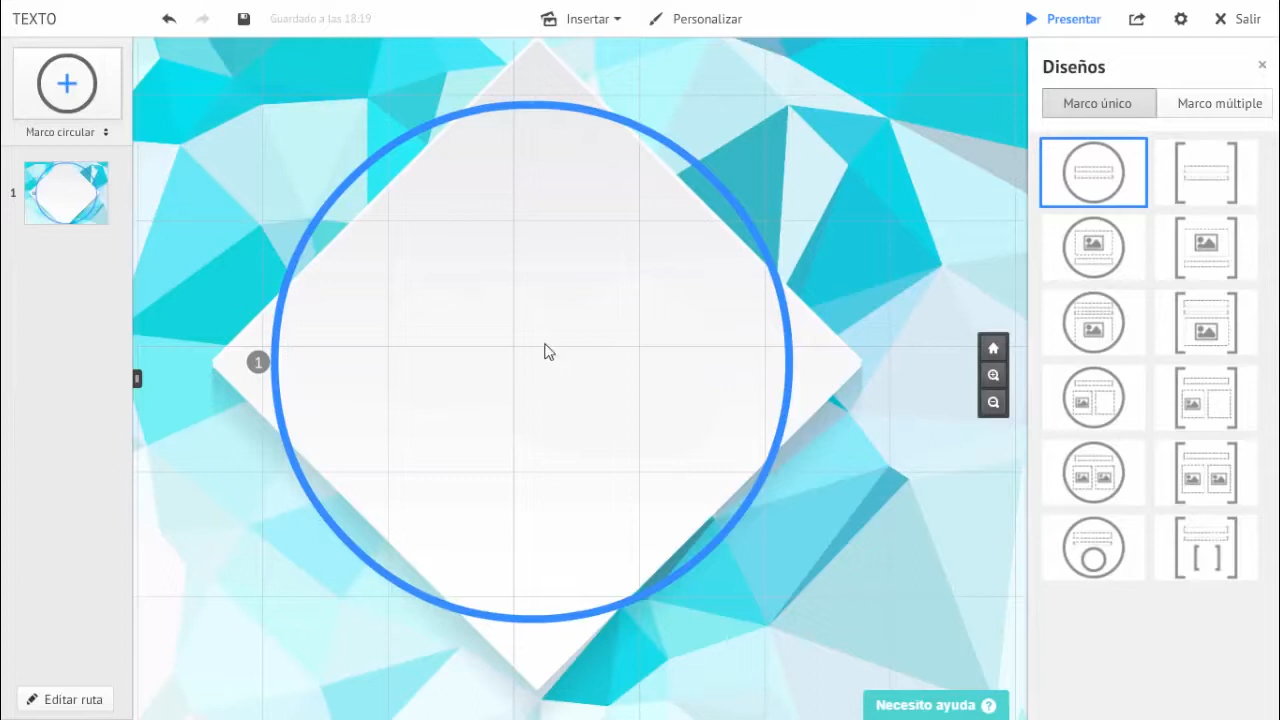 TEXTO
Guardado a las 18:19
Insertar
Personalizar
Presentar
Salir
Marco circular
1
1
Editar ruta
Necesito ayuda ?
Diseños
×
Marco único
Marco múltiple